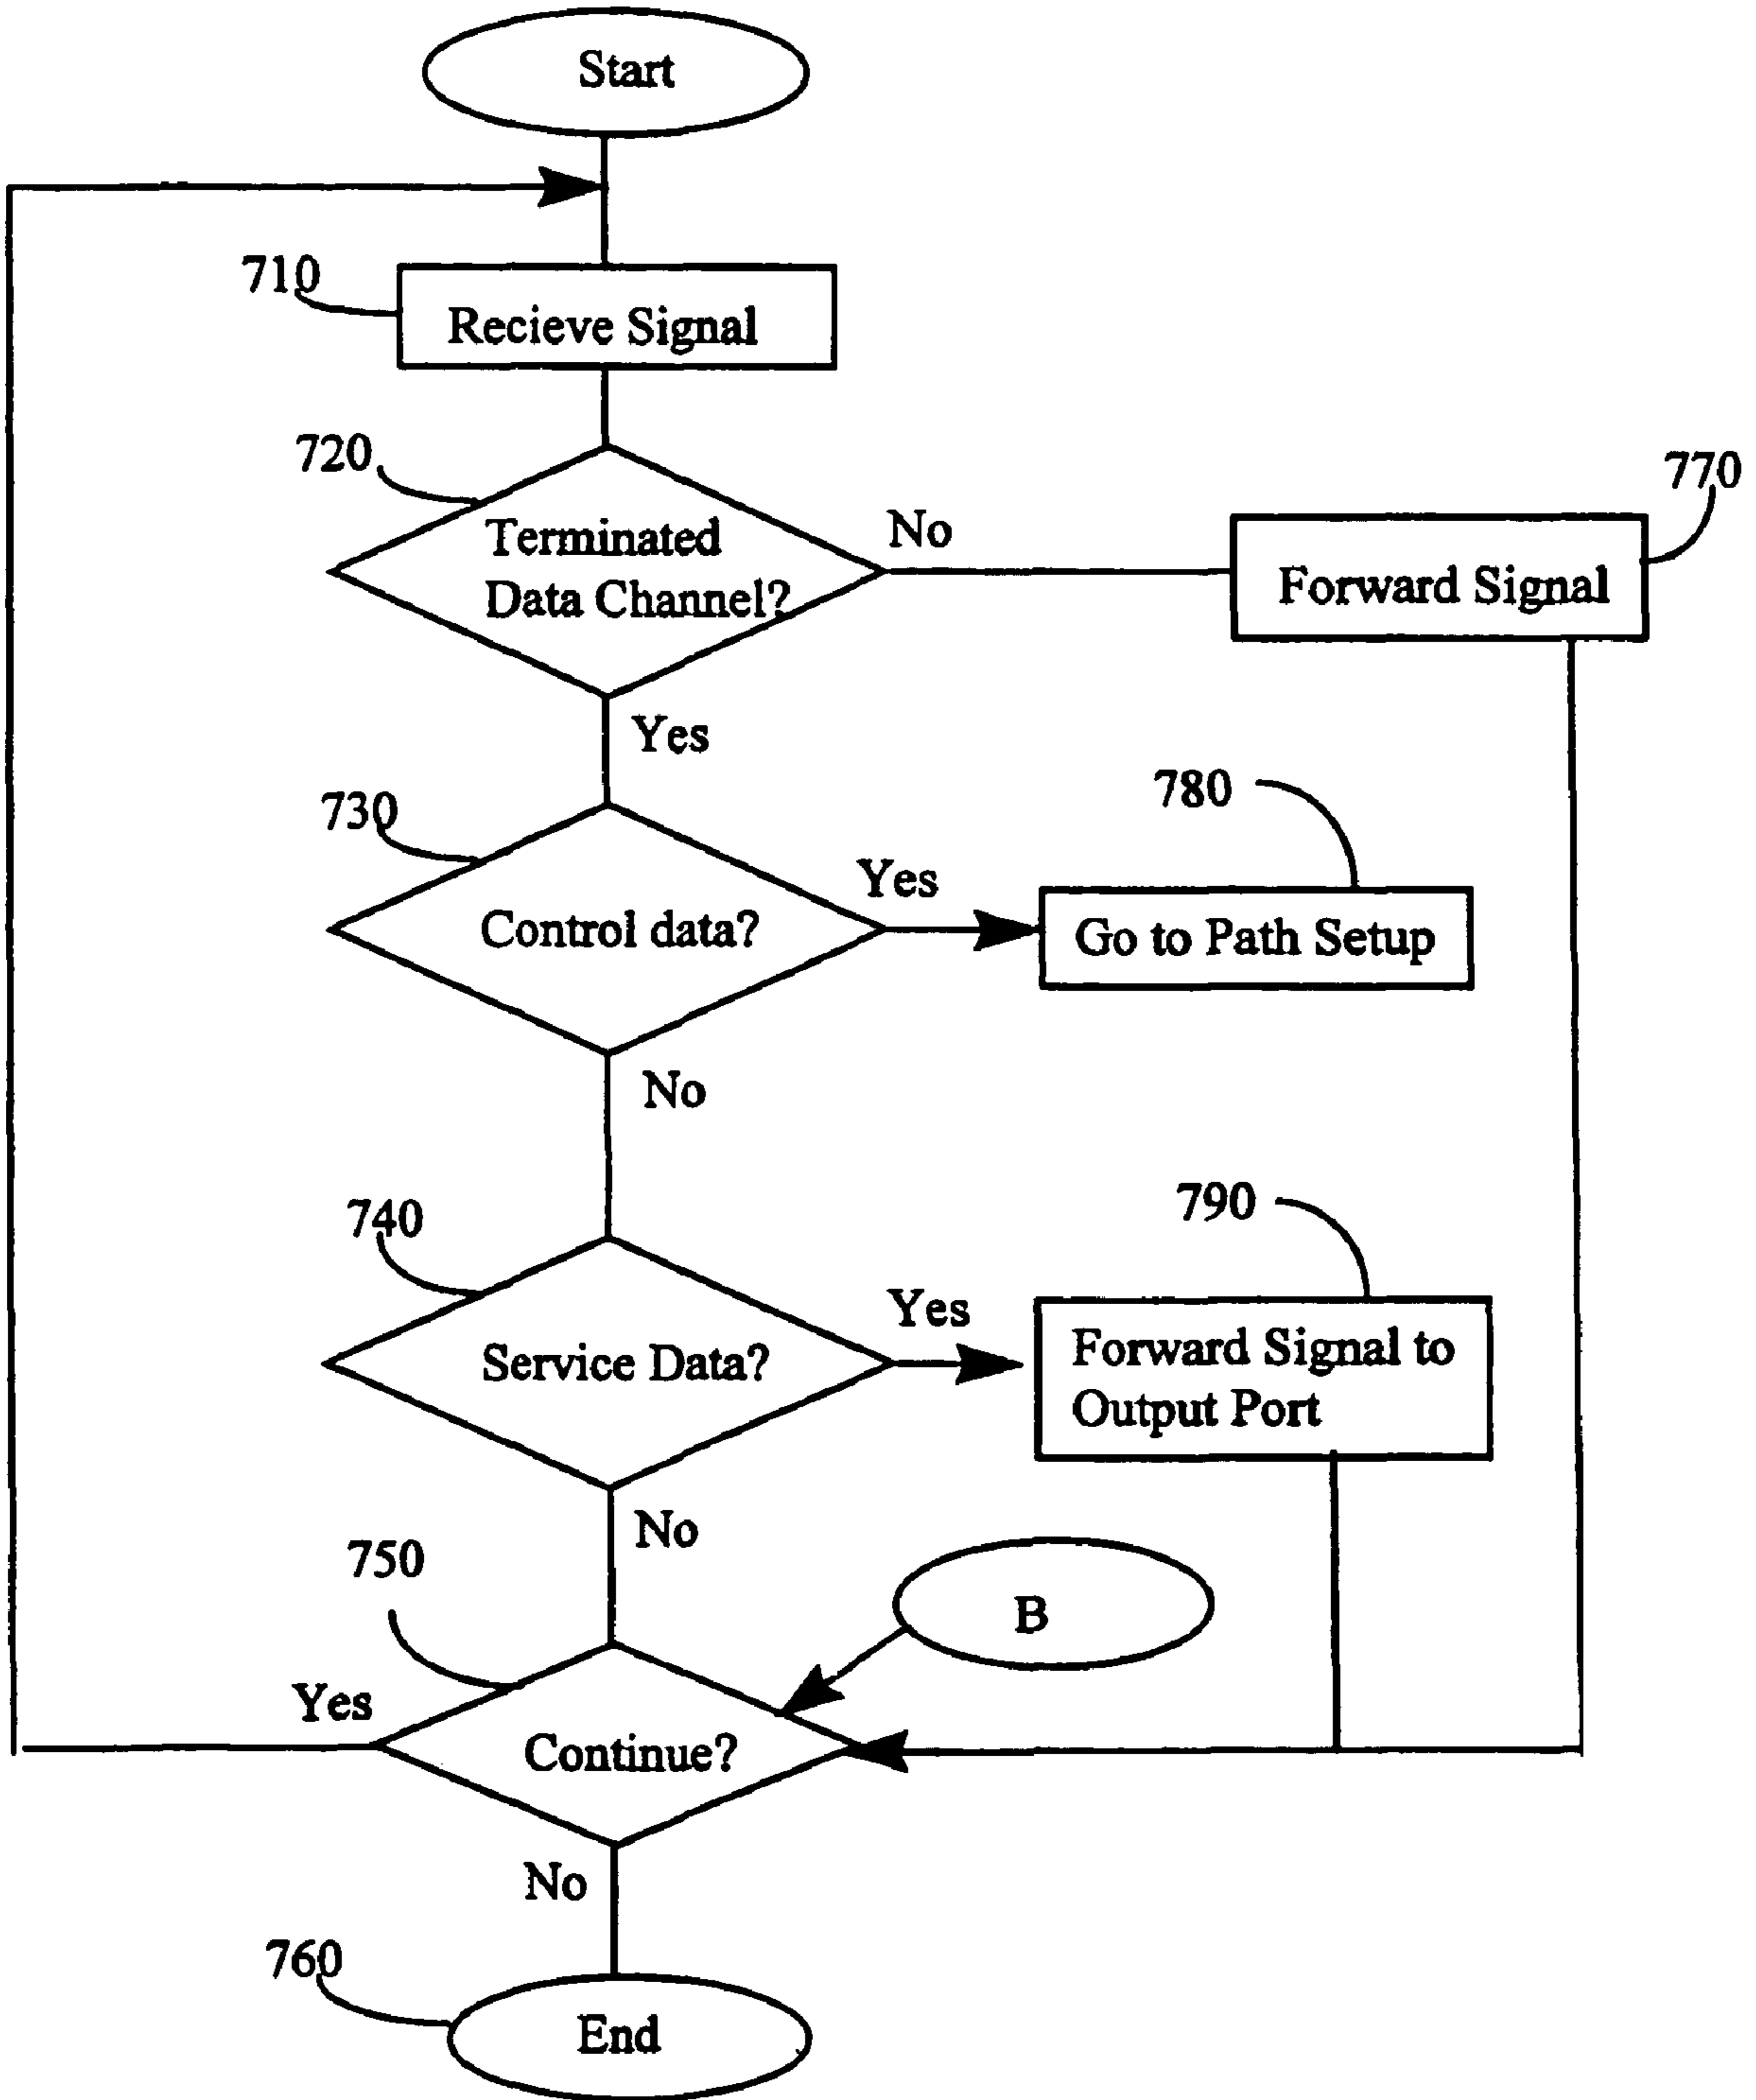 Start
710
Recieve Signal
720
Terminated
Data Channel?
No
770
Forward Signal
Yes
730
Control data?
Yes
780
Go to Path Setup
No
740
Service Data?
Yes
790
Forward Signal to
Output Port
No
750
B
Yes
Continue?
No
760
End